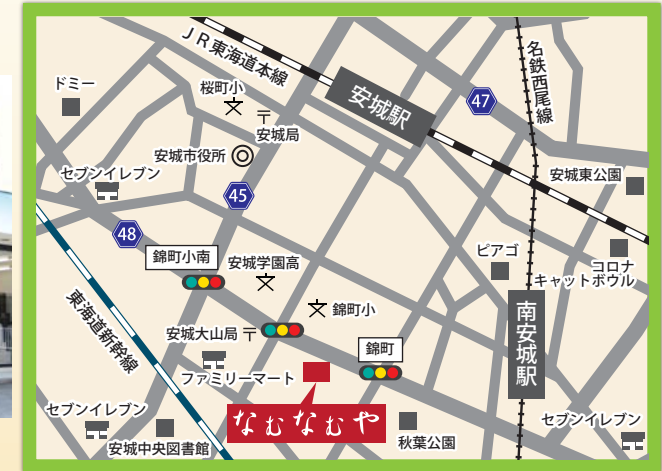 JR東海道本線
名鉄西尾線
ドミー
桜町小
安城局
安城駅
47
安城市役所
セブンイレブン
45
安城東公園
48
錦町小南
安城学園高
ピアゴ
コロナ
キャットボウル
東海道新幹線
錦町小
安城大山局
錦町
南安城駅
ファミリーマート
セブンイレブン
なむなむや
安城中央図書館
秋葉公園
セブンイレブン